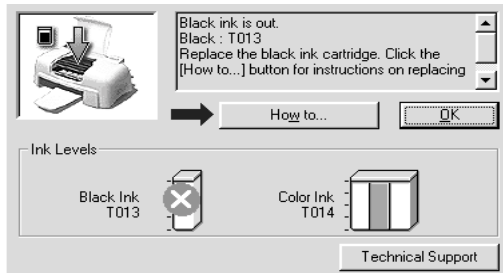 Black ink is out.
Black : T013
Replace the black ink cartridge. Click the
[How to...] button for instructions on replacing
How to...
OK
Ink Levels
Black Ink
T013
Color Ink
T014
Technical Support